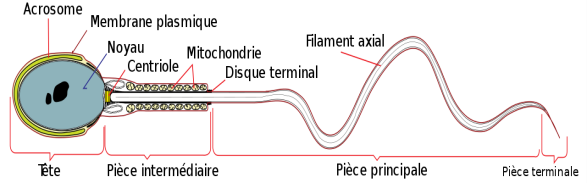 Acrosome
Membrane plasmique
Noyau
Mitochondrie
Filament axial
Centriole
Disque terminal
Tête
Pièce intermédiaire
Pièce principale
Pièce terminale